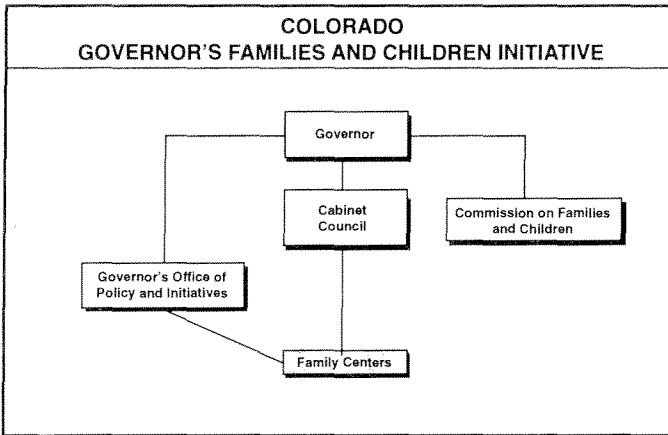 COLORADO
GOVERNOR'S FAMILIES AND CHILDREN INITIATIVE
Governor
Cabinet
Council
Commission on Families
and Children
Governor's Office of
Policy and Initiatives
Family Centers